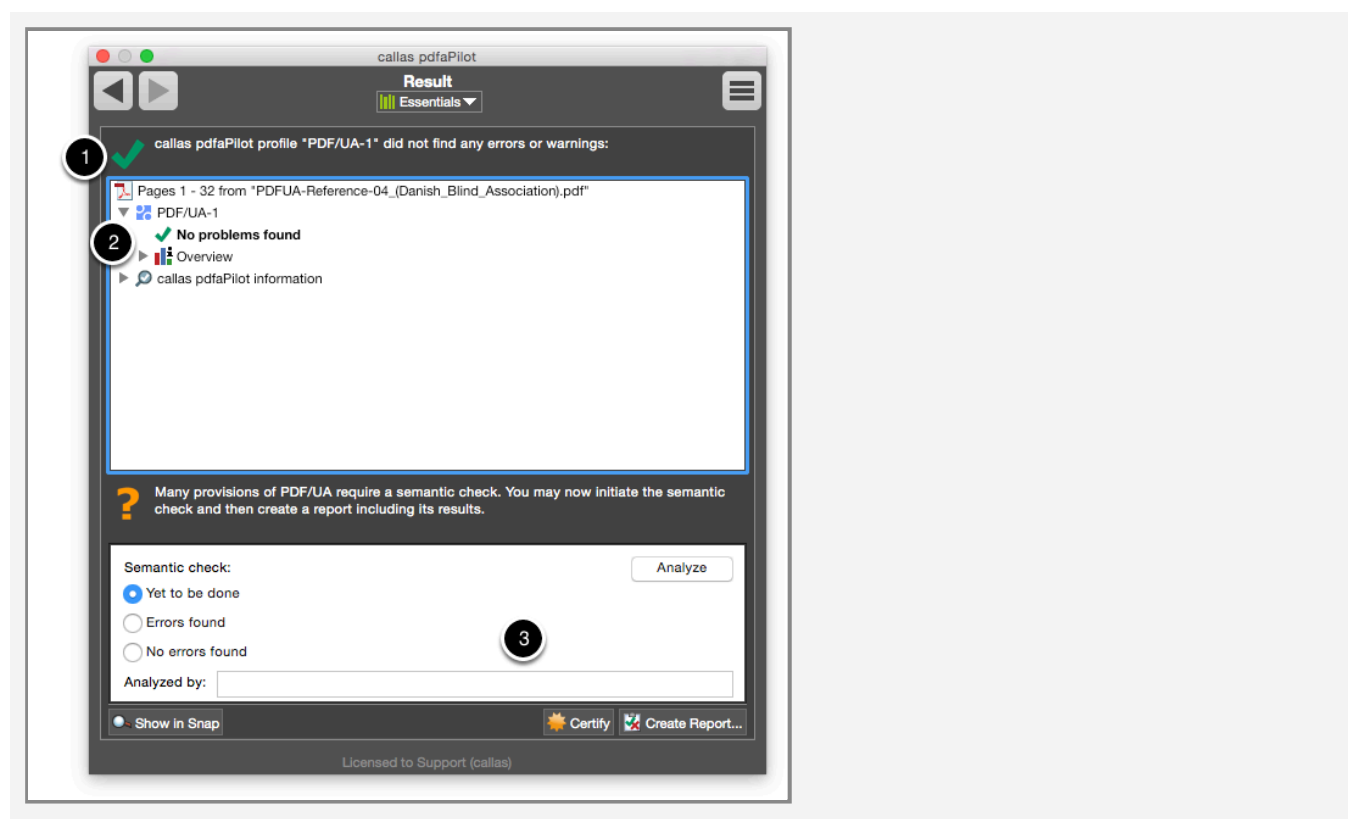 callas pdfaPilot
Result
Essentials
1
callas pdfaPilot profile "PDF/UA-1" did not find any errors or warnings:
Pages 1 - 32 from "PDFUA-Reference-04_(Danish_Blind_Association).pdf"
PDF/UA-1
2
No problems found
Overview
callas pdfaPilot information
?
Many provisions of PDF/UA require a semantic check. You may now initiate the semantic
check and then create a report including its results.
Semantic check:
Analyze
Yet to be done
Errors found
3
No errors found
Analyzed by:
Show in Snap
Certify
Create Report...
Licensed to Support (callas)